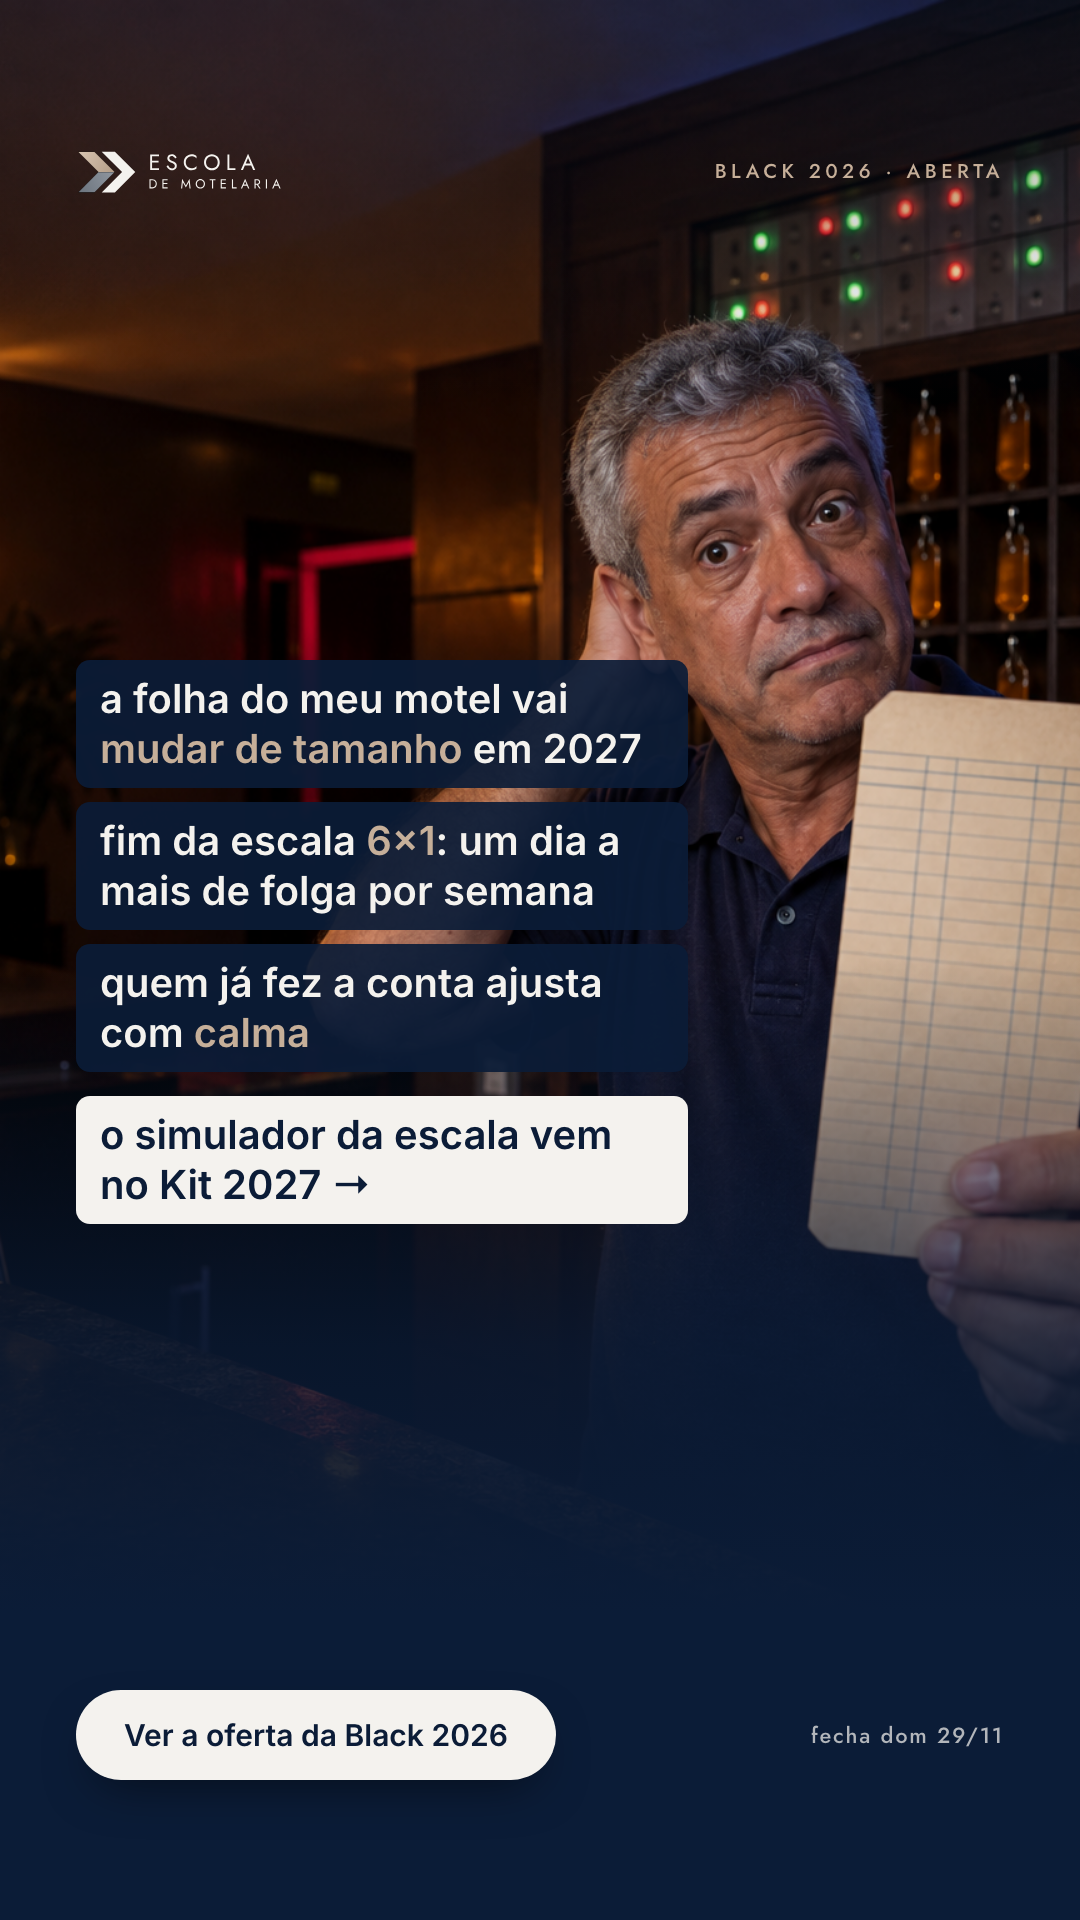 ESCOLA
DE MOTELARIA
BLACK 2026 · ABERTA
a folha do meu motel vai
mudar de tamanho em 2027
fim da escala 6×1: um dia a
mais de folga por semana
quem já fez a conta ajusta
com calma
o simulador da escala vem
no Kit 2027 →
Ver a oferta da Black 2026
fecha dom 29/11